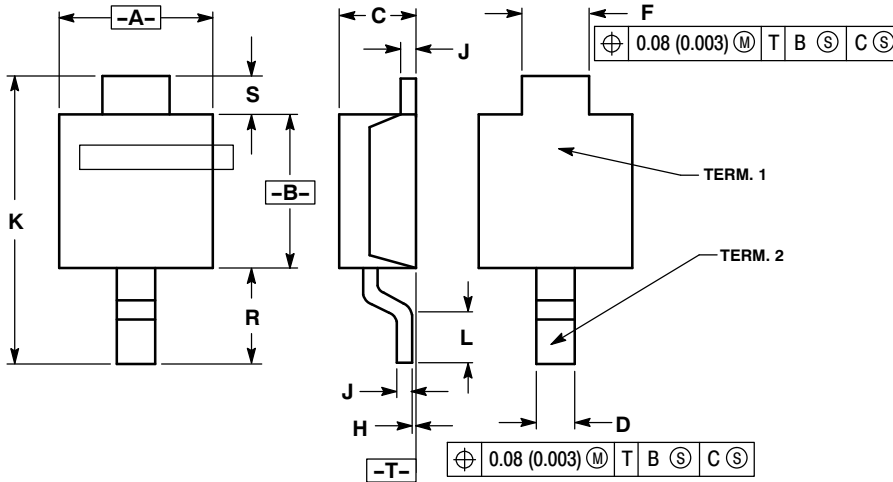 –A–
C
F
J
⌖ 0.08 (0.003) Ⓜ T B Ⓢ C Ⓢ
S
–B–
K
TERM. 1
TERM. 2
R
L
J
H
D
–T–
⌖ 0.08 (0.003) Ⓜ T B Ⓢ C Ⓢ